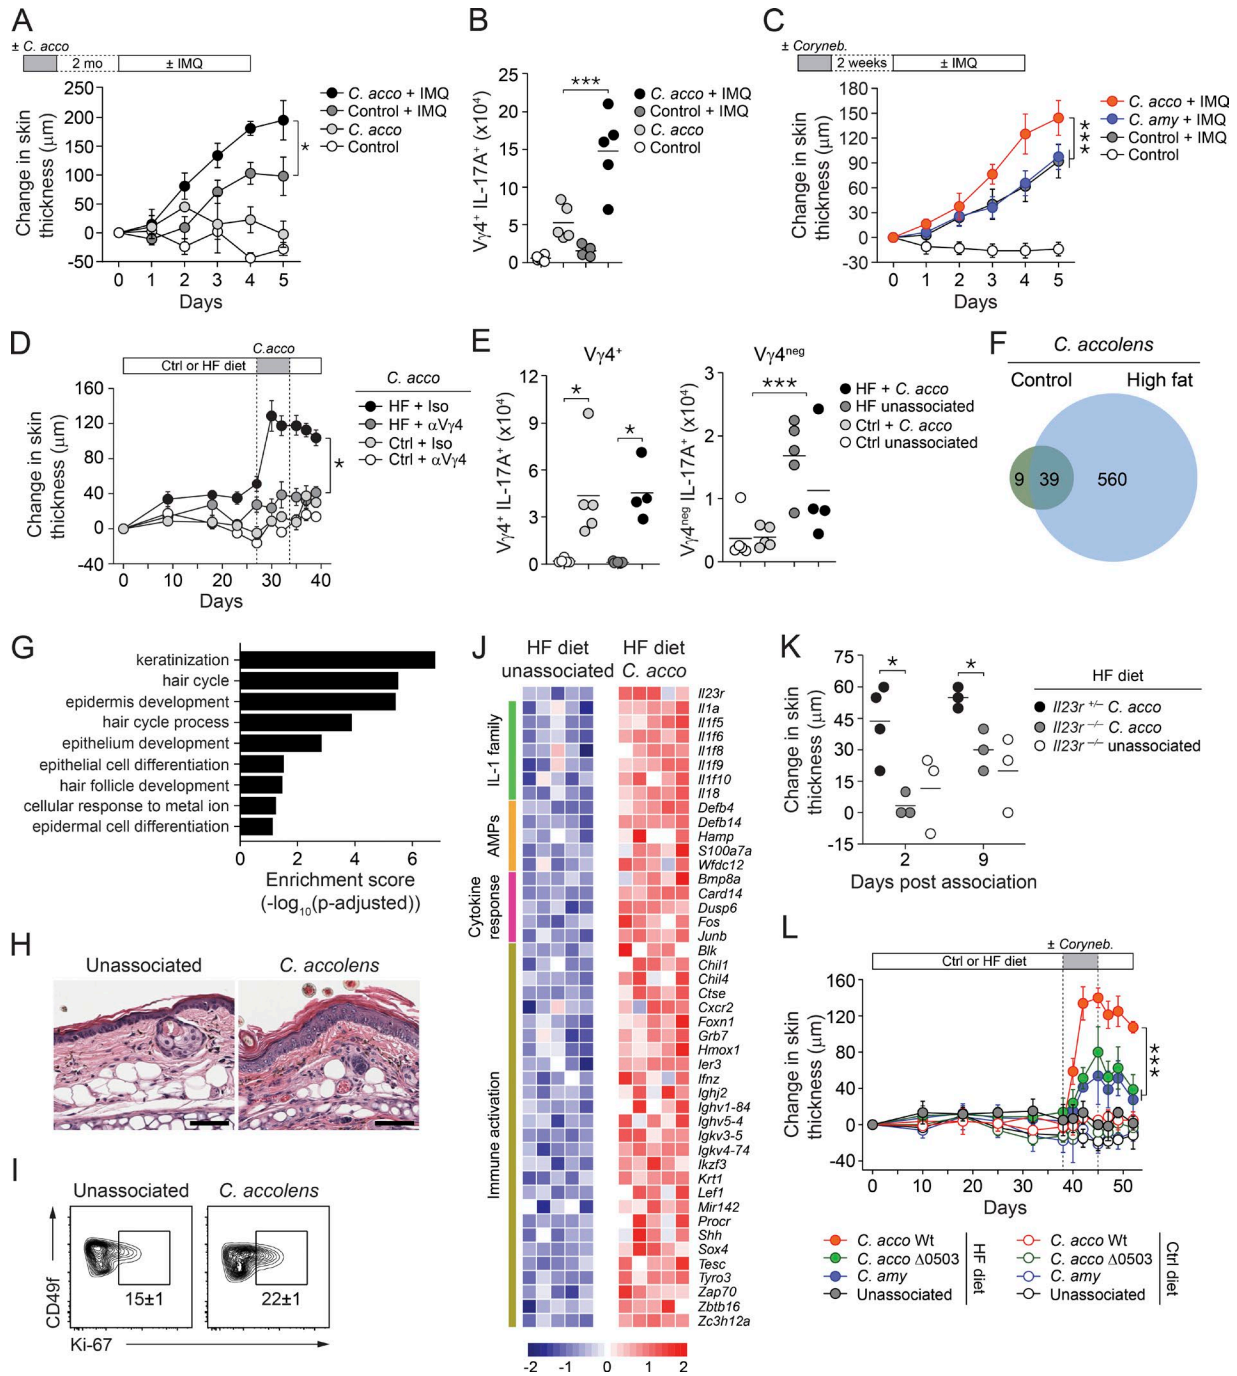 A
± C. acco
2 mo
± IMQ
C. acco + IMQ
Control + IMQ
C. acco
Control
Change in skin
thickness (μm)
250
200
150
100
50
0
-50
*
0 1 2 3 4 5
Days
B
25
20
15
10
5
0
Vγ4⁺ IL-17A⁺ (x10⁴)
***
C. acco + IMQ
Control + IMQ
C. acco
Control
C
± Coryneb.
2 weeks
± IMQ
C. acco + IMQ
C. amy + IMQ
Control + IMQ
Control
Change in skin
thickness (μm)
180
150
120
90
60
30
0
-30
***
0 1 2 3 4 5
Days
D
C.acco
Ctrl or HF diet
C. acco
HF + Iso
HF + αVγ4
Ctrl + Iso
Ctrl + αVγ4
Change in skin
thickness (μm)
160
120
80
40
0
-40
*
0 10 20 30 40
Days
E
Vγ4⁺
Vγ4⁺ IL-17A⁺ (x10⁴)
12
9
6
3
0
*
*
Vγ4ⁿᵉᵍ
Vγ4ⁿᵉᵍ IL-17A⁺ (x10⁴)
3
2
1
0
***
HF + C. acco
HF unassociated
Ctrl + C. acco
Ctrl unassociated
F
C. accolens
Control High fat
9 39 560
G
keratinization
hair cycle
epidermis development
hair cycle process
epithelium development
epithelial cell differentiation
hair follicle development
cellular response to metal ion
epidermal cell differentiation
0 2 4 6
Enrichment score
(-log₁₀(p-adjusted))
H
Unassociated
C. accolens
I
Unassociated
C. accolens
CD49f
15±1
22±1
Ki-67
J
HF diet
unassociated
HF diet
C. acco
IL-1 family
AMPs
Cytokine
response
Immune activation
Il23r
Il1a
Il1f5
Il1f6
Il1f8
Il1f9
Il1f10
Il18
Defb4
Defb14
Hamp
S100a7a
Wfdc12
Bmp8a
Card14
Dusp6
Fos
Junb
Blk
Chil1
Chil4
Ctse
Cxcr2
Foxn1
Grb7
Hmox1
Ier3
Ifnz
Ighj2
Ighv1-84
Ighv5-4
Igkv3-5
Igkv4-74
Ikzf3
Krt1
Lef1
Mir142
Procr
Shh
Sox4
Tesc
Tyro3
Zap70
Zbtb16
Zc3h12a
-2 -1 0 1 2
K
Change in skin
thickness (μm)
75
60
45
30
15
0
-15
*
*
2 9
Days post association
HF diet
Il23r +/– C. acco
Il23r –/– C. acco
Il23r –/– unassociated
L
± Coryneb.
Ctrl or HF diet
Change in skin
thickness (μm)
160
120
80
40
0
-40
***
0 10 20 30 40 50
Days
C. acco Wt
C. acco Δ0503
C. amy
Unassociated
HF diet
C. acco Wt
C. acco Δ0503
C. amy
Unassociated
Ctrl diet